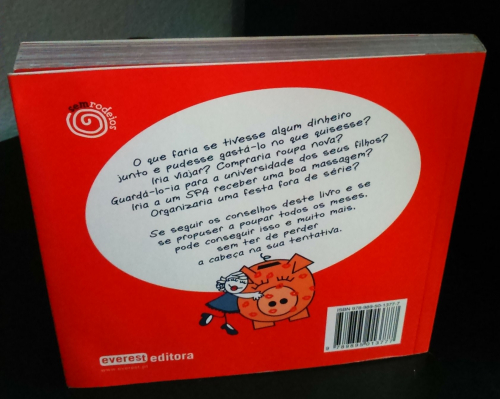 sem rodeios
O que faria se tivesse algum dinheiro
junto e pudesse gastá-lo no que quisesse?
Iria viajar? Compraria roupa nova?
Guardá-lo-ia para a universidade dos seus filhos?
Iria a um SPA receber uma boa massagem?
Organizaria uma festa fora de série?
Se seguir os conselhos deste livro e se
se propuser a poupar todos os meses,
pode conseguir isso e muito mais,
sem ter de perder
a cabeça na sua tentativa.
everest editora